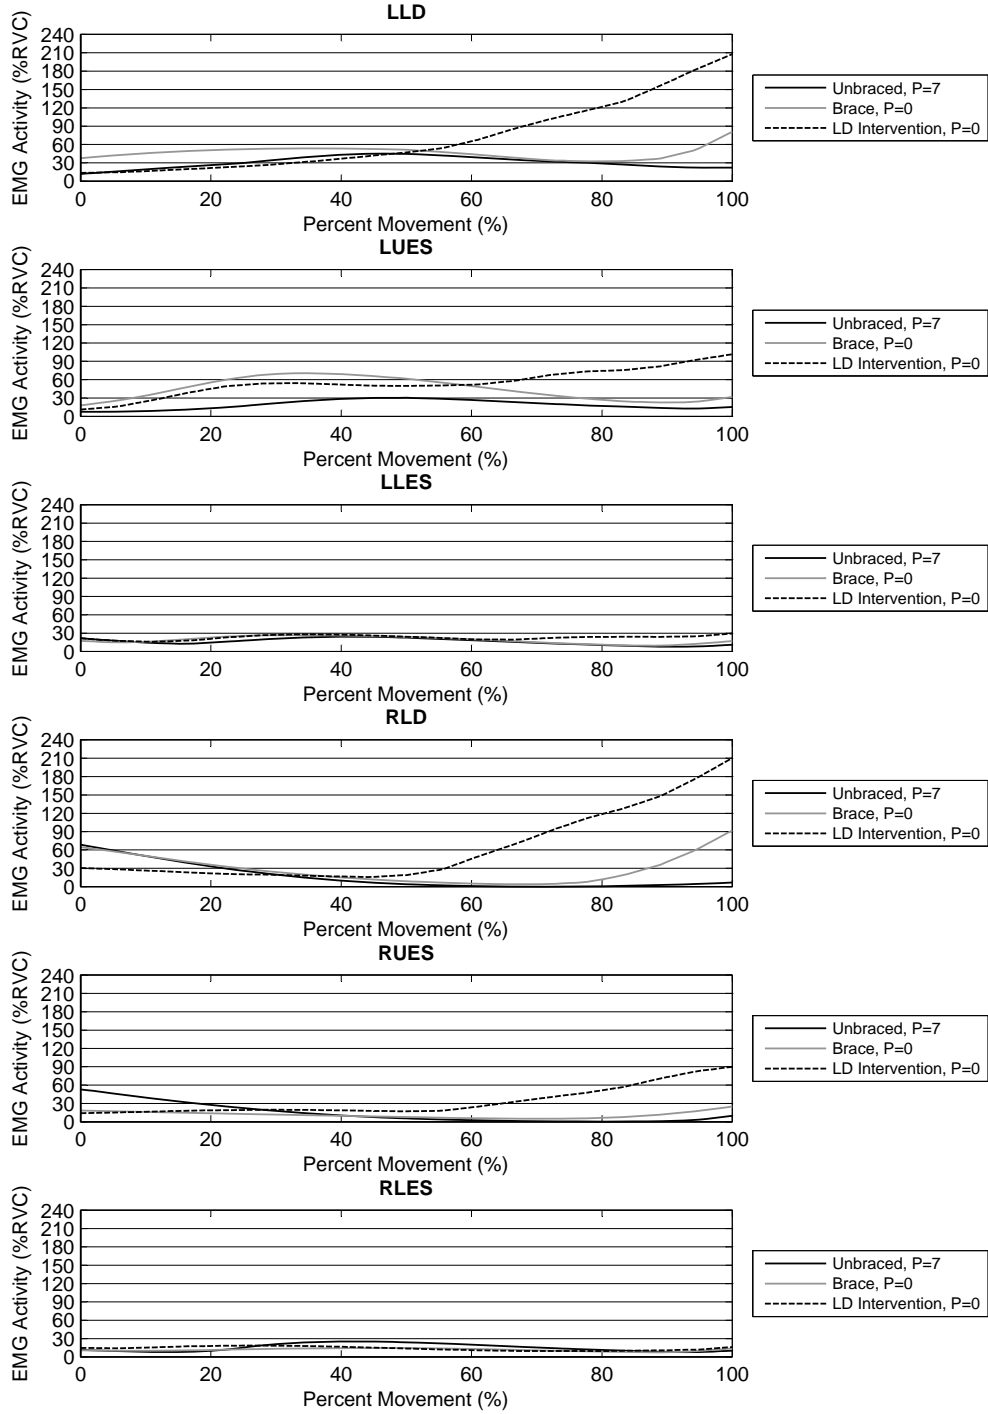 LLD
EMG Activity (%RVC)
240
210
180
150
120
90
60
30
0
0 20 40 60 80 100
Percent Movement (%)
Unbraced, P=7
Brace, P=0
LD Intervention, P=0
LUES
EMG Activity (%RVC)
240
210
180
150
120
90
60
30
0
0 20 40 60 80 100
Percent Movement (%)
Unbraced, P=7
Brace, P=0
LD Intervention, P=0
LLES
EMG Activity (%RVC)
240
210
180
150
120
90
60
30
0
0 20 40 60 80 100
Percent Movement (%)
Unbraced, P=7
Brace, P=0
LD Intervention, P=0
RLD
EMG Activity (%RVC)
240
210
180
150
120
90
60
30
0
0 20 40 60 80 100
Percent Movement (%)
Unbraced, P=7
Brace, P=0
LD Intervention, P=0
RUES
EMG Activity (%RVC)
240
210
180
150
120
90
60
30
0
0 20 40 60 80 100
Percent Movement (%)
Unbraced, P=7
Brace, P=0
LD Intervention, P=0
RLES
EMG Activity (%RVC)
240
210
180
150
120
90
60
30
0
0 20 40 60 80 100
Percent Movement (%)
Unbraced, P=7
Brace, P=0
LD Intervention, P=0